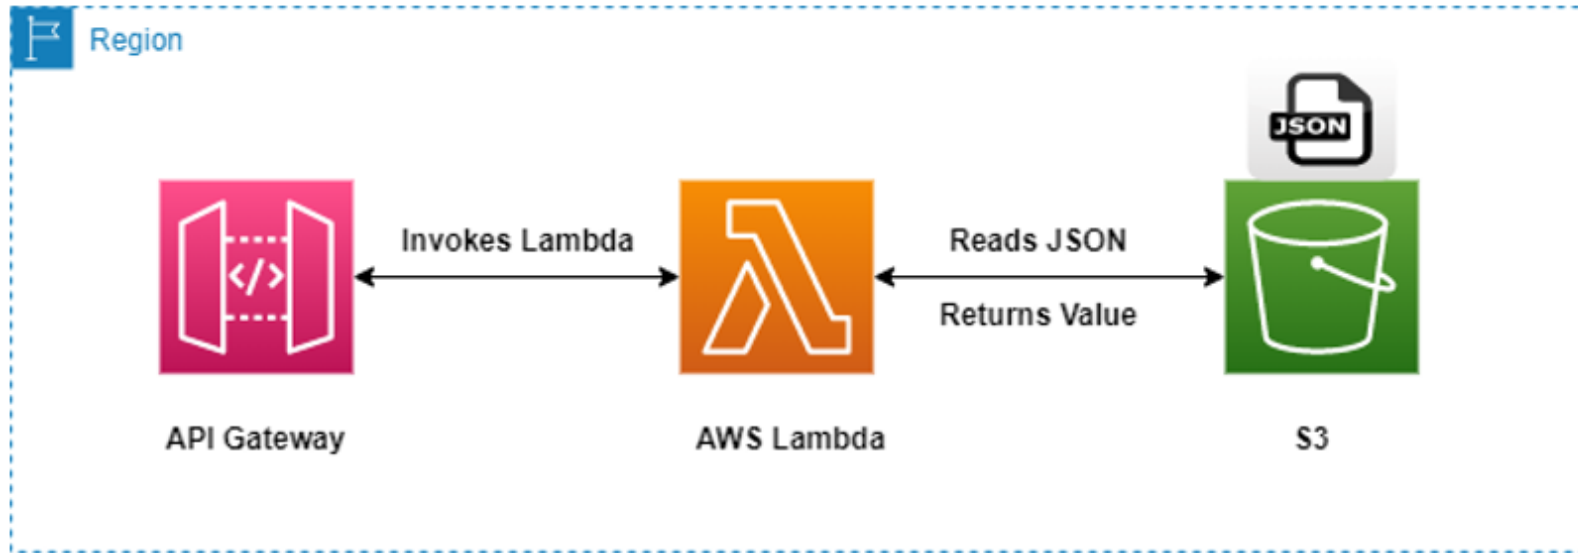 Region
JSON
</>
Invokes Lambda
Reads JSON
Returns Value
API Gateway
AWS Lambda
S3